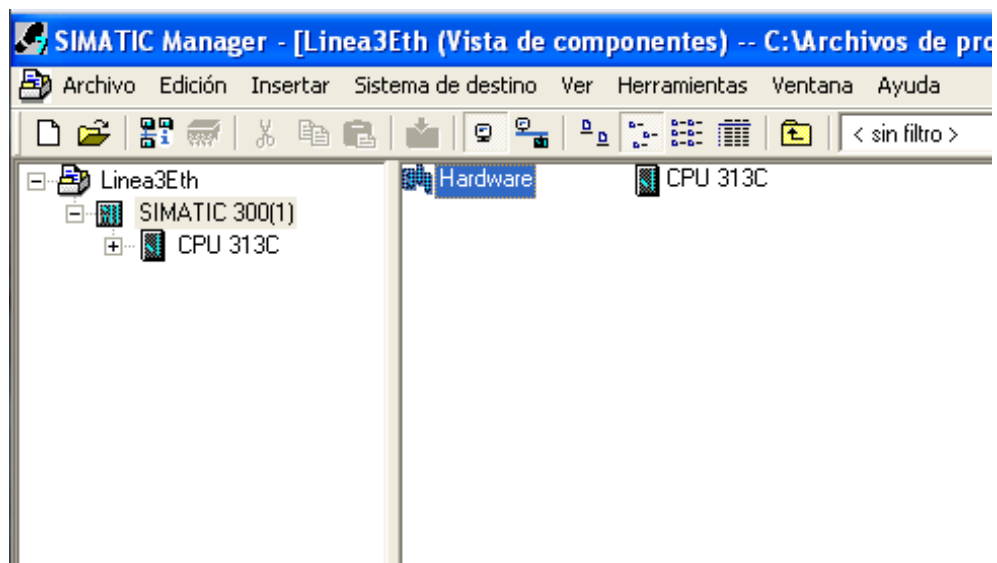 SIMATIC Manager - [Linea3Eth (Vista de componentes) -- C:\Archivos de pro
Archivo Edición Insertar Sistema de destino Ver Herramientas Ventana Ayuda
< sin filtro >
Linea3Eth
SIMATIC 300(1)
CPU 313C
Hardware
CPU 313C